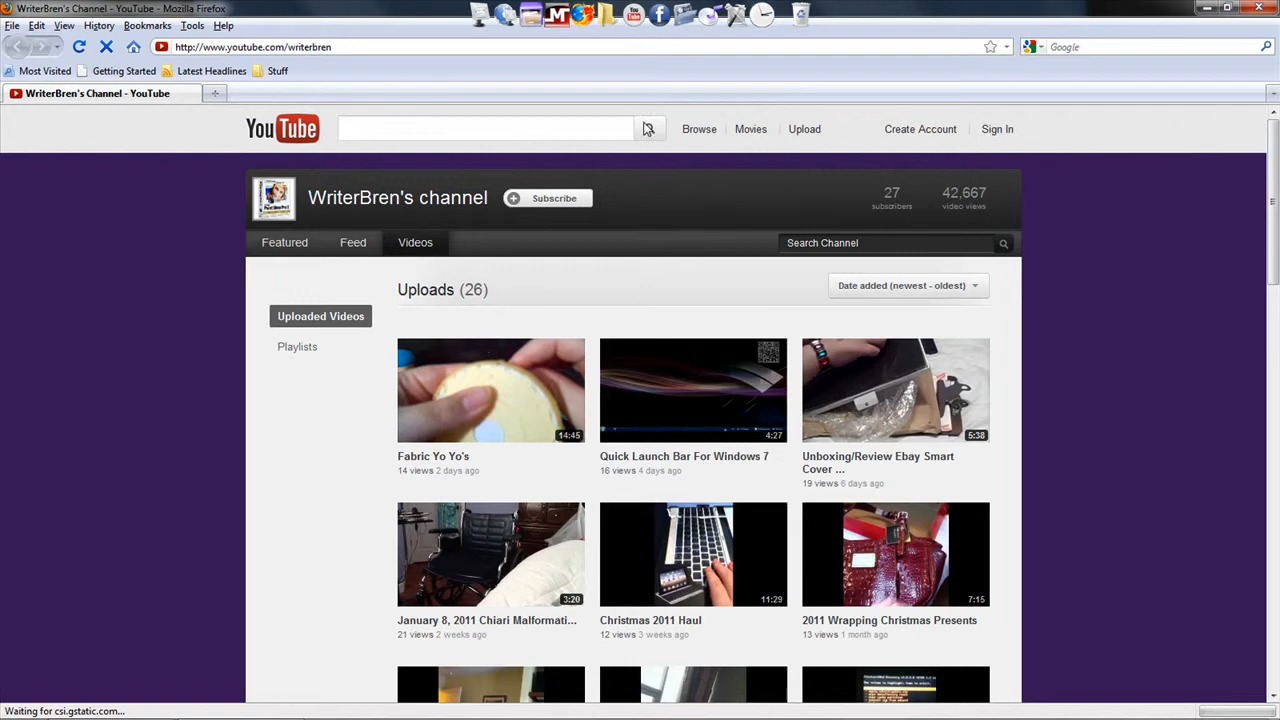 WriterBren's Channel - YouTube - Mozilla Firefox
File Edit View History Bookmarks Tools Help
http://www.youtube.com/writerbren
Google
Most Visited Getting Started Latest Headlines Stuff
WriterBren's Channel - YouTube
YouTube
Browse Movies Upload Create Account Sign In
WriterBren's channel Subscribe
27 subscribers
42,667 video views
Featured Feed Videos Search Channel
Uploads (26) Date added (newest - oldest)
Uploaded Videos
Playlists
14:45 4:27 5:38
Fabric Yo Yo's
14 views 2 days ago
Quick Launch Bar For Windows 7
16 views 4 days ago
Unboxing/Review Ebay Smart
Cover ...
19 views 6 days ago
3:20 11:29 7:15
January 8, 2011 Chiari Malformati...
21 views 2 weeks ago
Christmas 2011 Haul
12 views 3 weeks ago
2011 Wrapping Christmas Presents
13 views 1 month ago
Waiting for csi.gstatic.com...